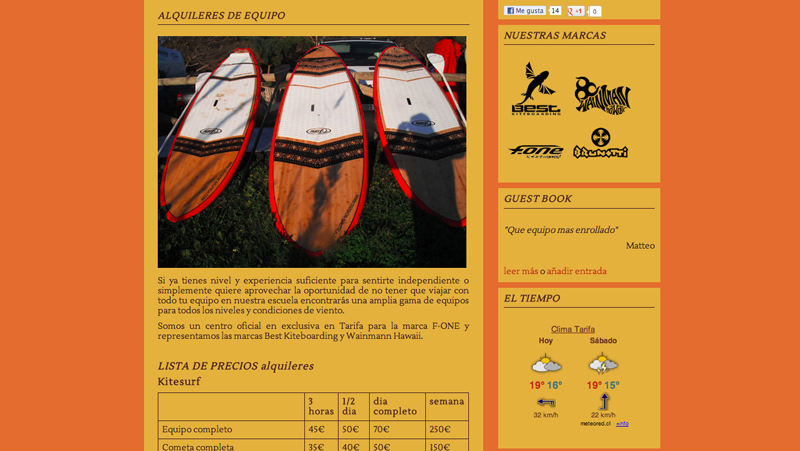 ALQUILERES DE EQUIPO
Si ya tienes nivel y experiencia suficiente para sentirte independiente o
simplemente quiere aprovechar la oportunidad de no tener que viajar con
todo tu equipo en nuestra escuela encontrarás una amplia gama de equipos
para todos los niveles y condiciones de viento.
Somos un centro oficial en exclusiva en Tarifa para la marca F-ONE y
representamos las marcas Best Kiteboarding y Wainmann Hawaii.
LISTA DE PRECIOS alquileres
Kitesurf
3 horas 1/2 dia dia completo semana
Equipo completo 45€ 50€ 70€ 250€
Cometa completa 35€ 40€ 50€ 150€
Me gusta 14 +1 0
NUESTRAS MARCAS
BEST
KITEBOARDING
WAINMAN
HAWAII
F-ONE
BRUNOTTI
GUEST BOOK
"Que equipo mas enrollado"
Matteo
leer más o añadir entrada
EL TIEMPO
Clima Tarifa
Hoy Sábado
19° 16° 19° 15°
32 km/h 22 km/h
meteored.cl +info